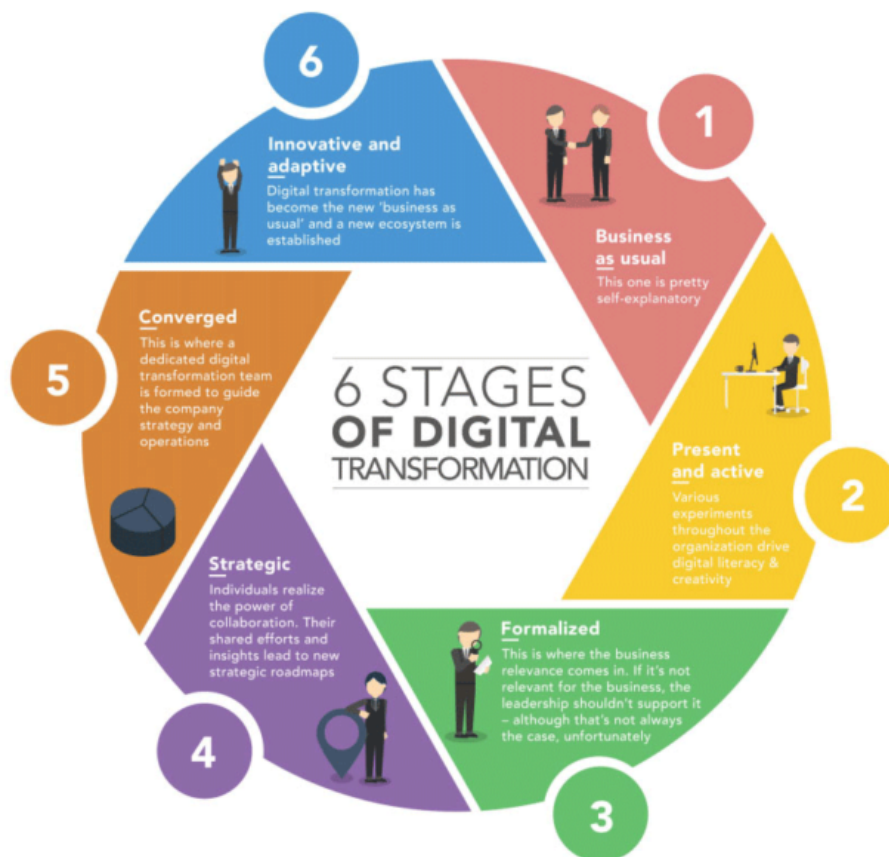 6 STAGES
OF DIGITAL
TRANSFORMATION
1
Business
as usual
This one is pretty
self-explanatory
2
Present
and active
Various
experiments
throughout the
organization drive
digital literacy &
creativity
3
Formalized
This is where the business
relevance comes in. If it's not
relevant for the business, the
leadership shouldn't support it
– although that's not always
the case, unfortunately
4
Strategic
Individuals realize
the power of
collaboration. Their
shared efforts and
insights lead to new
strategic roadmaps
5
Converged
This is where a
dedicated digital
transformation team
is formed to guide
the company
strategy and
operations
6
Innovative and
adaptive
Digital transformation has
become the new 'business as
usual' and a new ecosystem is
established